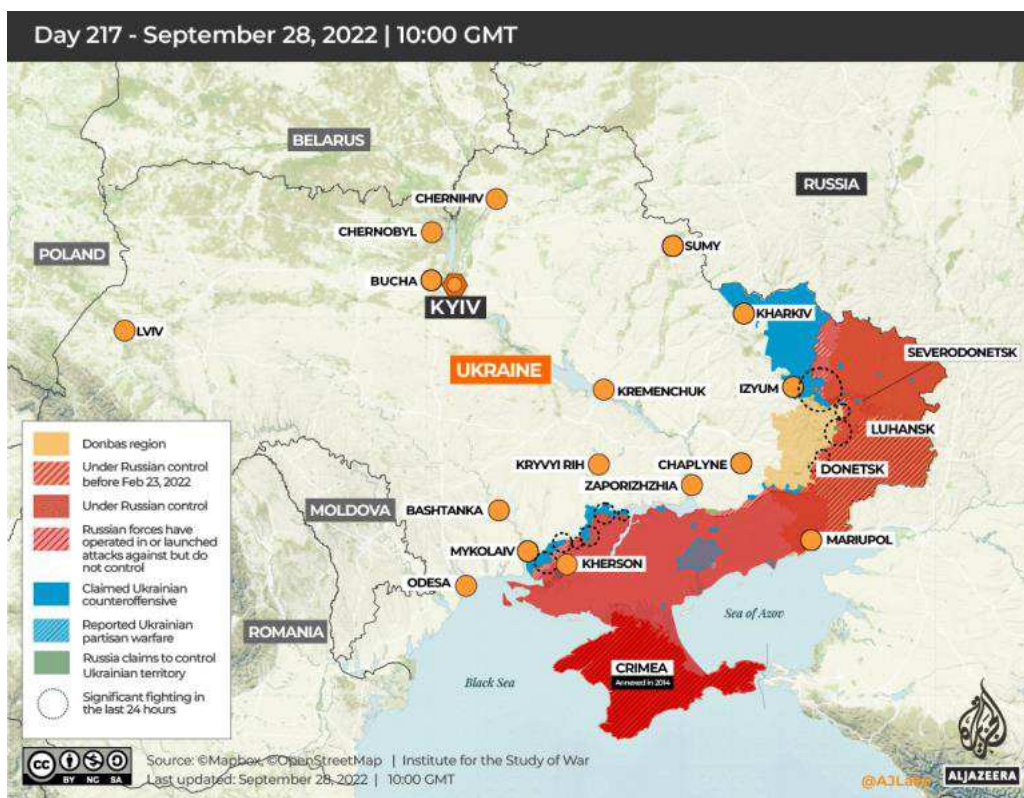 Day 217 - September 28, 2022 | 10:00 GMT
BELARUS
RUSSIA
CHERNIHIV
CHERNOBYL
SUMY
POLAND
BUCHA
KYIV
KHARKIV
LVIV
SEVERODONETSK
UKRAINE
IZYUM
KREMENCHUK
LUHANSK
KRYVYI RIH
CHAPLYNE
DONETSK
ZAPORIZHZHIA
MOLDOVA
BASHTANKA
MARIUPOL
MYKOLAIV
KHERSON
ODESA
Sea of Azov
ROMANIA
CRIMEA
Annexed in 2014
Black Sea
Donbas region
Under Russian control
before Feb 23, 2022
Under Russian control
Russian forces have
operated in or launched
attacks against but do
not control
Claimed Ukrainian
counteroffensive
Reported Ukrainian
partisan warfare
Russia claims to control
Ukrainian territory
Significant fighting in
the last 24 hours
cc BY NC SA
Source: ©Mapbox, ©OpenStreetMap | Institute for the Study of War
Last updated: September 28, 2022 | 10:00 GMT
@AJLabs
ALJAZEERA